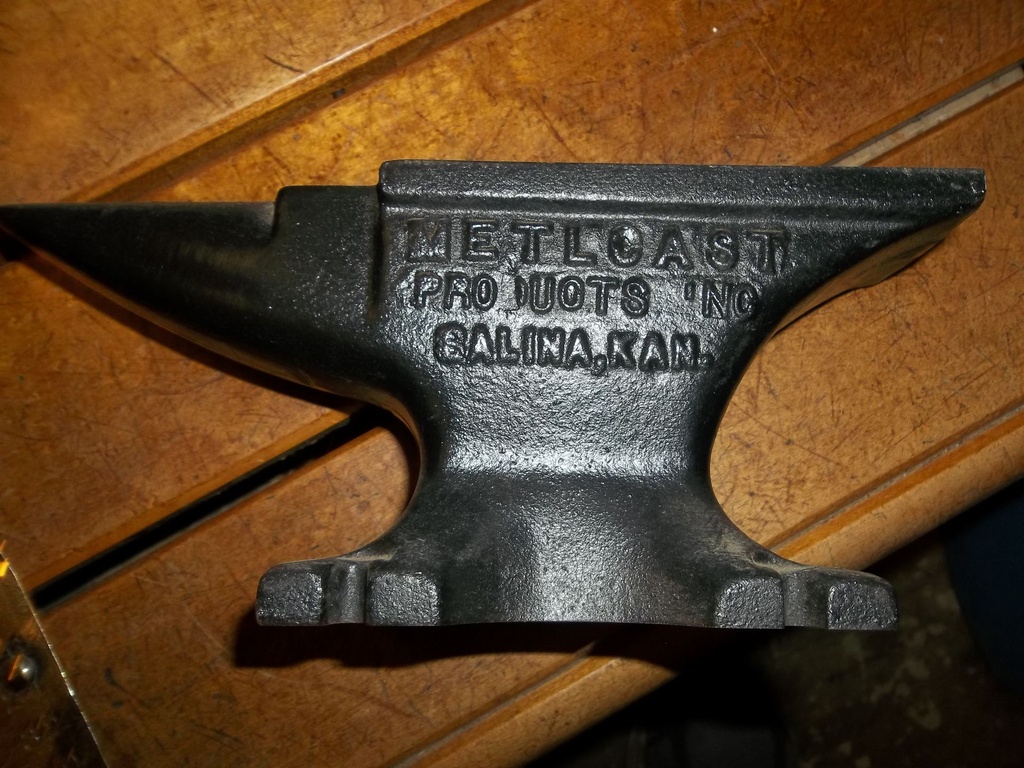 METLCAST
PRODUCTS INC
SALINA, KAN.